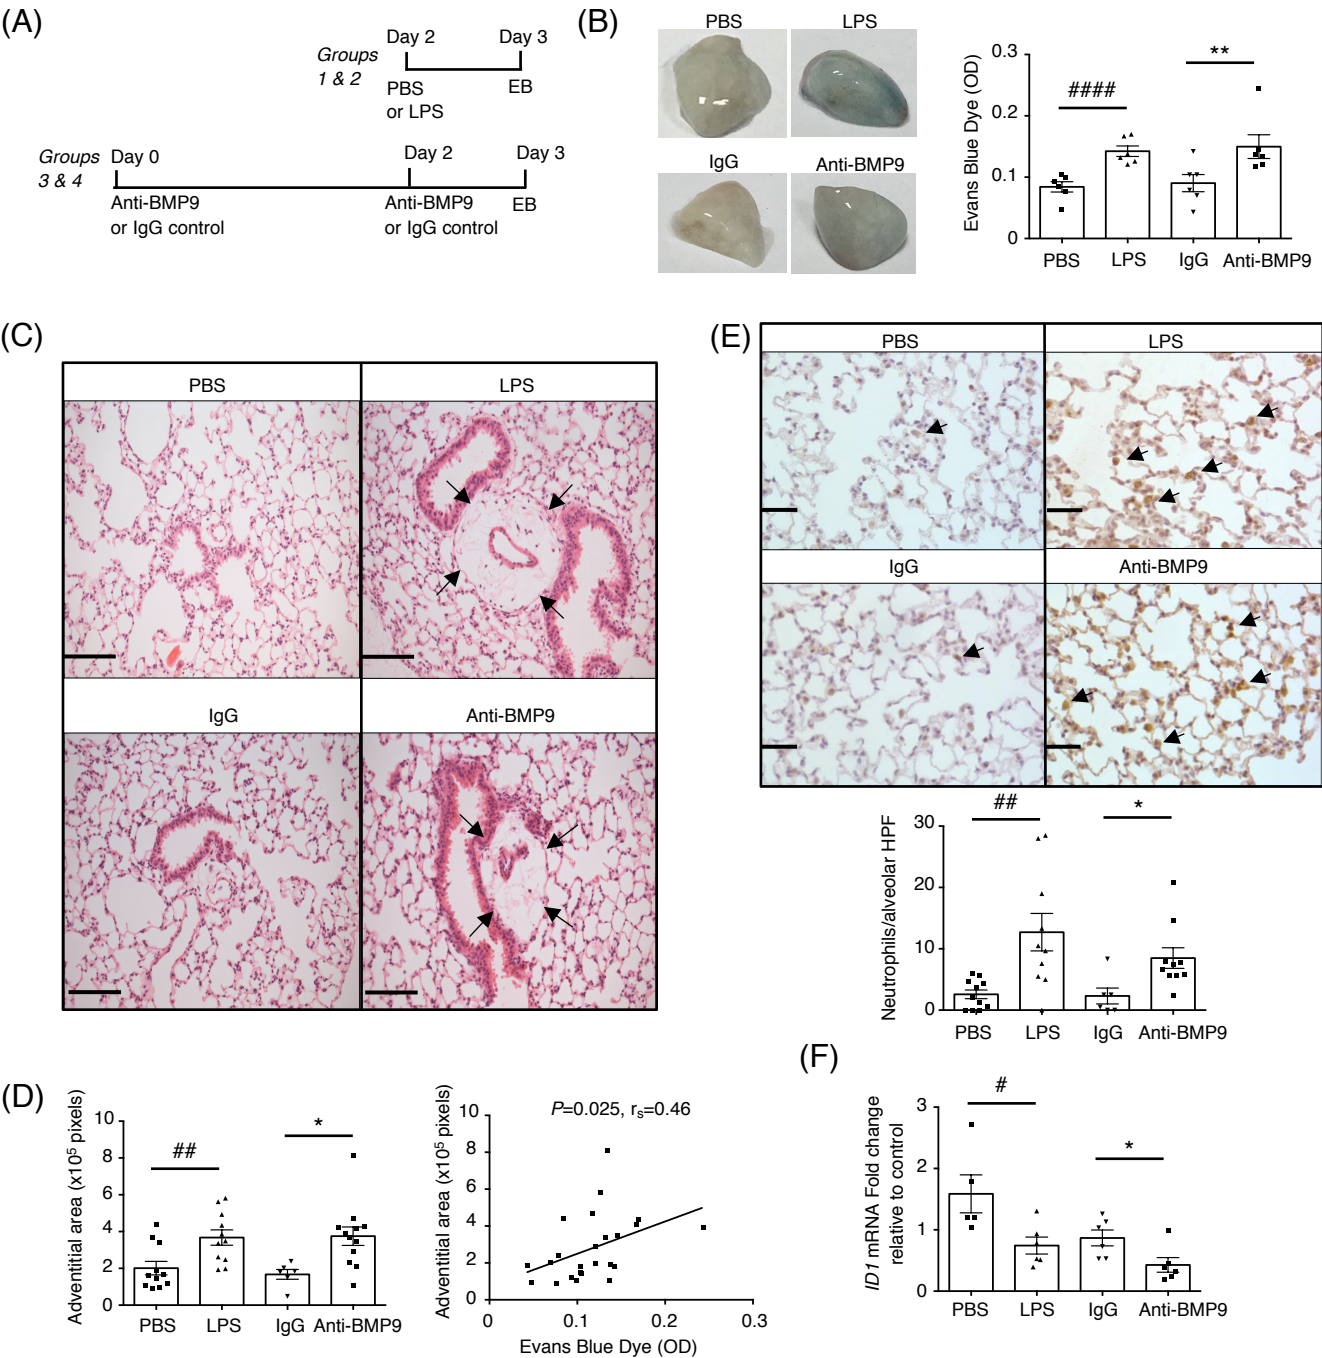 (A)
Groups
1 & 2
Day 2
Day 3
PBS
or LPS
EB
Groups
3 & 4
Day 0
Day 2
Day 3
Anti-BMP9
or IgG control
Anti-BMP9
or IgG control
EB
(B)
PBS
LPS
IgG
Anti-BMP9
Evans Blue Dye (OD)
0.3
0.2
0.1
0
####
**
PBS
LPS
IgG
Anti-BMP9
(C)
PBS
LPS
IgG
Anti-BMP9
(E)
PBS
LPS
IgG
Anti-BMP9
Neutrophils/alveolar HPF
30
20
10
0
##
*
PBS
LPS
IgG
Anti-BMP9
(D)
Adventitial area (x10⁵ pixels)
10
8
6
4
2
0
##
*
PBS
LPS
IgG
Anti-BMP9
Adventitial area (x10⁵ pixels)
10
8
6
4
2
0
P=0.025, rₛ=0.46
0
0.1
0.2
0.3
Evans Blue Dye (OD)
(F)
ID1 mRNA Fold change
relative to control
3
2
1
0
#
*
PBS
LPS
IgG
Anti-BMP9